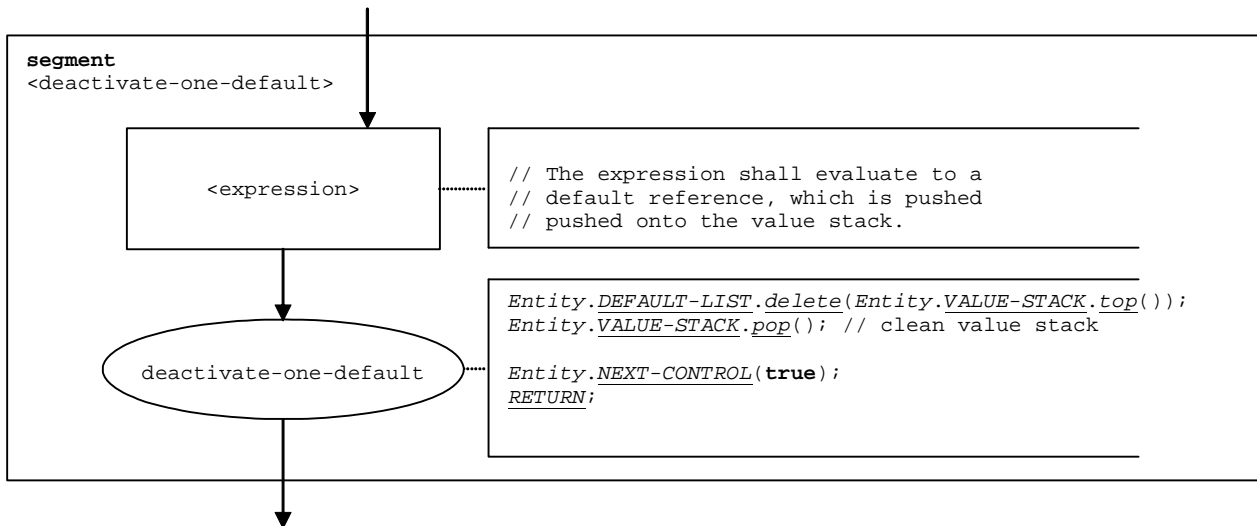 segment
<deactivate-one-default>
<expression>
// The expression shall evaluate to a
// default reference, which is pushed
// pushed onto the value stack.
deactivate-one-default
Entity.DEFAULT-LIST.delete(Entity.VALUE-STACK.top());
Entity.VALUE-STACK.pop(); // clean value stack
Entity.NEXT-CONTROL(true);
RETURN;